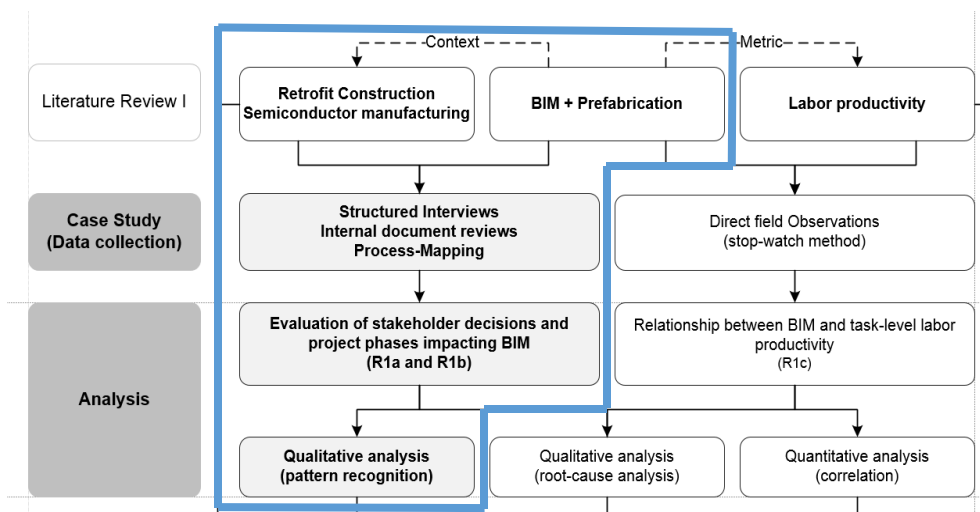 Context
Metric
Literature Review I
Retrofit Construction
Semiconductor manufacturing
BIM + Prefabrication
Labor productivity
Case Study
(Data collection)
Structured Interviews
Internal document reviews
Process-Mapping
Direct field Observations
(stop-watch method)
Analysis
Evaluation of stakeholder decisions and
project phases impacting BIM
(R1a and R1b)
Relationship between BIM and task-level labor
productivity
(R1c)
Qualitative analysis
(pattern recognition)
Qualitative analysis
(root-cause analysis)
Quantitative analysis
(correlation)